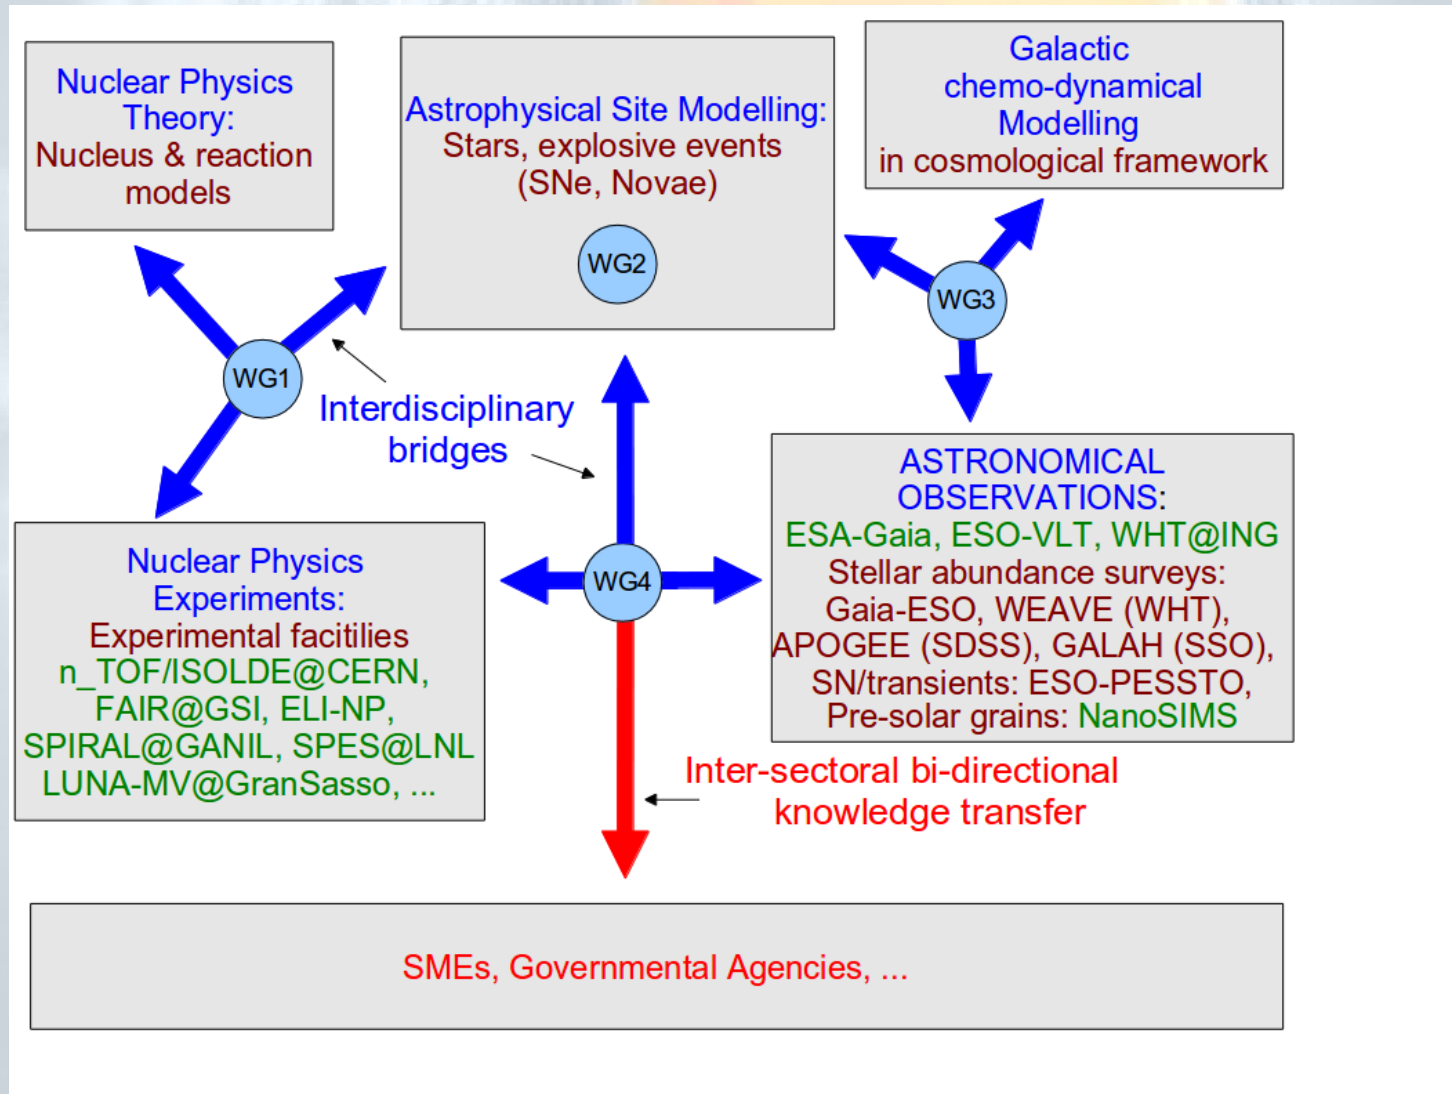 Nuclear Physics
Theory:
Nucleus & reaction
models
Astrophysical Site Modelling:
Stars, explosive events
(SNe, Novae)
WG2
Galactic
chemo-dynamical
Modelling
in cosmological framework
WG3
WG1
Interdisciplinary
bridges
WG4
Nuclear Physics
Experiments:
Experimental facitilies
n_TOF/ISOLDE@CERN,
FAIR@GSI, ELI-NP,
SPIRAL@GANIL, SPES@LNL
LUNA-MV@GranSasso, ...
ASTRONOMICAL
OBSERVATIONS:
ESA-Gaia, ESO-VLT, WHT@ING
Stellar abundance surveys:
Gaia-ESO, WEAVE (WHT),
APOGEE (SDSS), GALAH (SSO),
SN/transients: ESO-PESSTO,
Pre-solar grains: NanoSIMS
Inter-sectoral bi-directional
knowledge transfer
SMEs, Governmental Agencies, ...